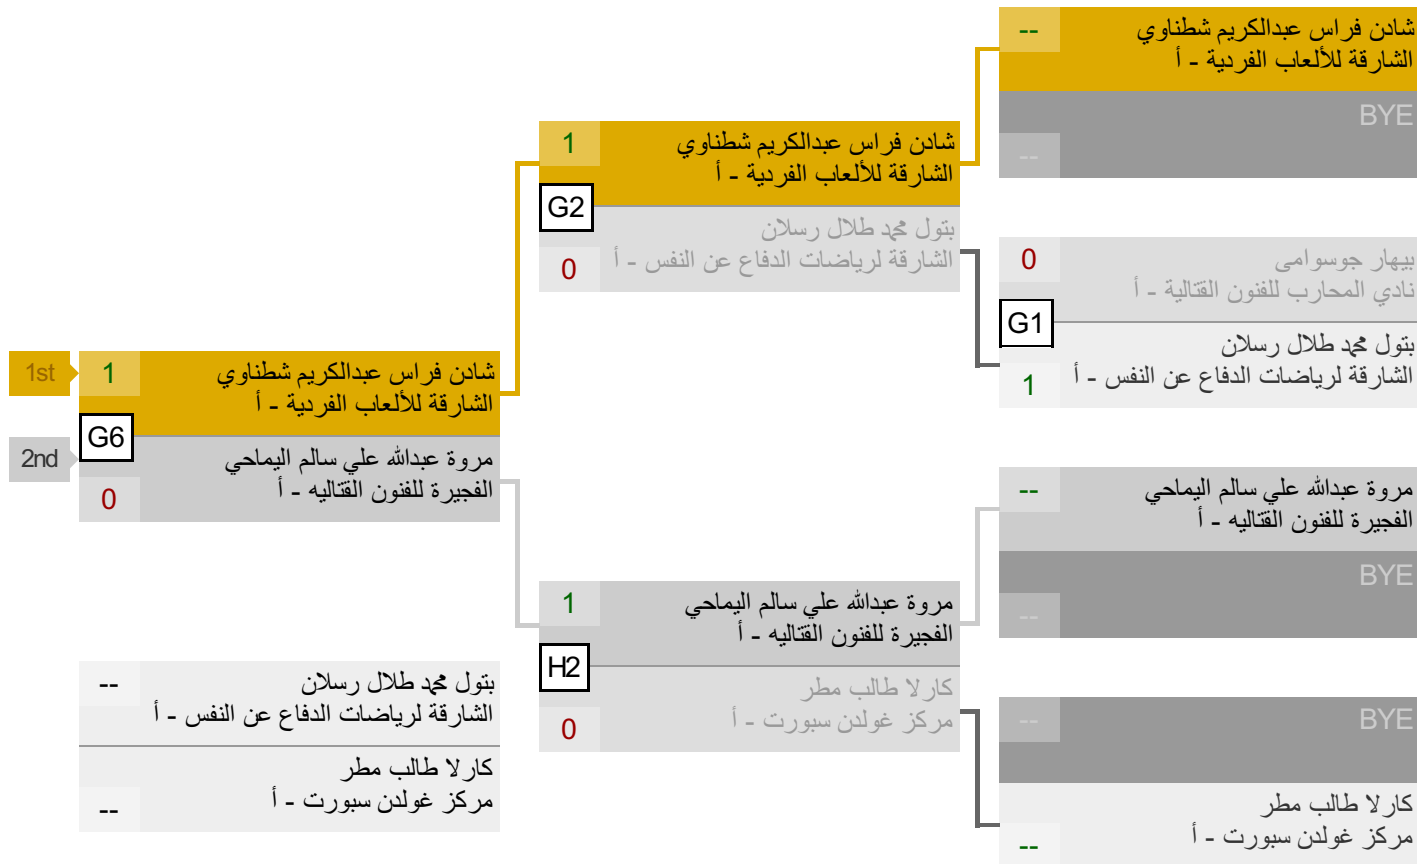 شادن فراس عبدالكريم شطناوي
--
الشارقة للألعاب الفردية - أ
BYE
--
بيهار جوسوامى
0
نادي المحارب للفنون القتالية - أ
G1
بتول محمد طلال رسلان
الشارقة لرياضات الدفاع عن النفس - أ
1
مروة عبدالله علي سالم اليماحي
--
الفجيرة للفنون القتاليه - أ
BYE
--
BYE
--
كارلا طالب مطر
مركز غولدن سبورت - أ
--
شادن فراس عبدالكريم شطناوي
1
الشارقة للألعاب الفردية - أ
G2
بتول محمد طلال رسلان
الشارقة لرياضات الدفاع عن النفس - أ
0
مروة عبدالله علي سالم اليماحي
1
الفجيرة للفنون القتاليه - أ
H2
كارلا طالب مطر
مركز غولدن سبورت - أ
0
شادن فراس عبدالكريم شطناوي
1
1st
الشارقة للألعاب الفردية - أ
G6
مروة عبدالله علي سالم اليماحي
2nd
الفجيرة للفنون القتاليه - أ
0
بتول محمد طلال رسلان
--
الشارقة لرياضات الدفاع عن النفس - أ
كارلا طالب مطر
مركز غولدن سبورت - أ
--